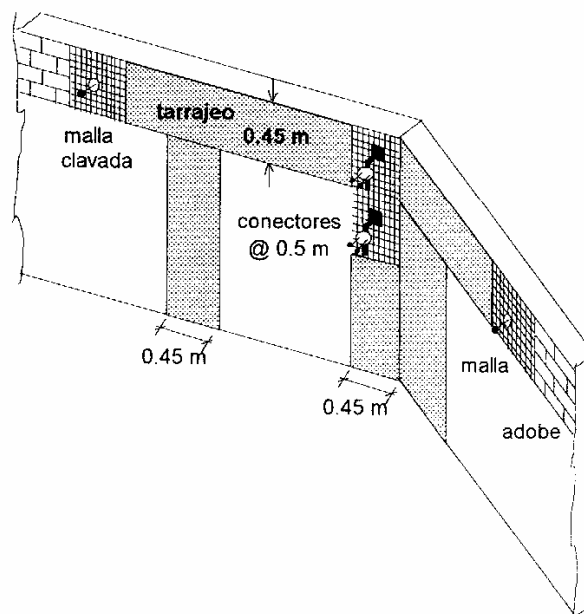 tarrajeo
0.45 m
malla
clavada
conectores
@ 0.5 m
0.45 m
0.45 m
malla
adobe